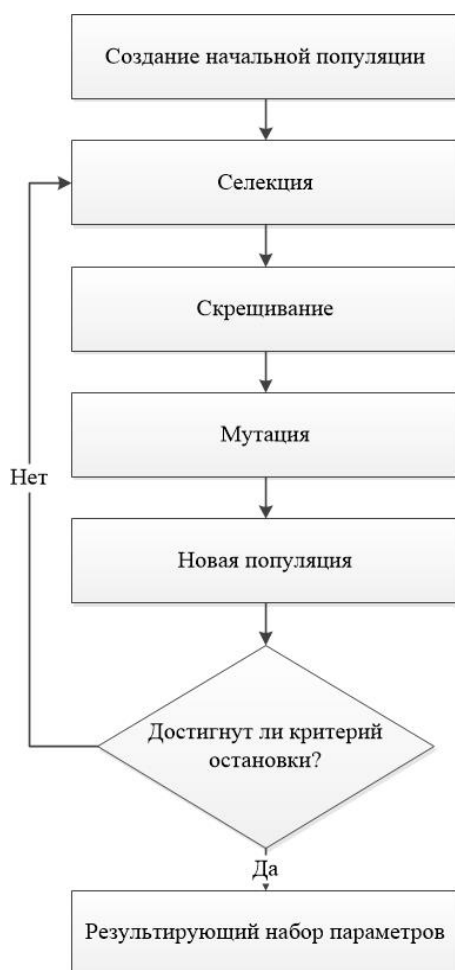 Создание начальной популяции
Селекция
Скрещивание
Мутация
Нет
Новая популяция
Достигнут ли критерий
остановки?
Да
Результирующий набор параметров